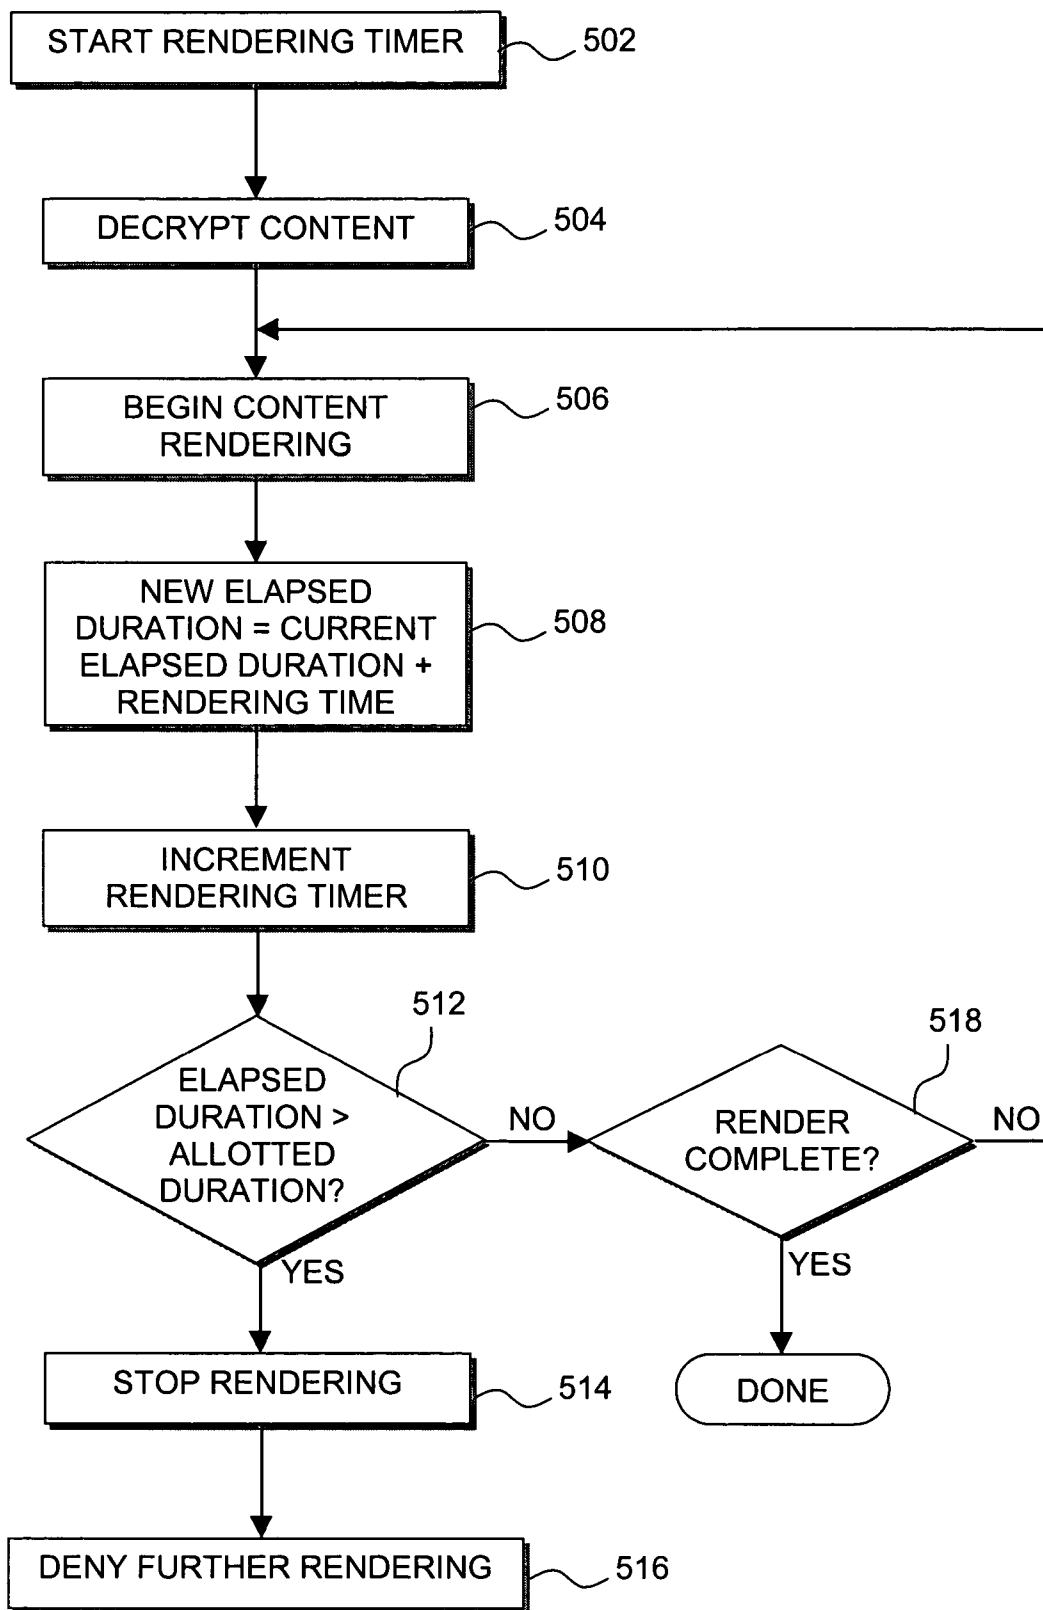 START RENDERING TIMER
502
DECRYPT CONTENT
504
BEGIN CONTENT
RENDERING
506
NEW ELAPSED
DURATION = CURRENT
ELAPSED DURATION +
RENDERING TIME
508
INCREMENT
RENDERING TIMER
510
512
ELAPSED
DURATION >
ALLOTTED
DURATION?
NO
518
RENDER
COMPLETE?
NO
YES
YES
STOP RENDERING
514
DONE
DENY FURTHER RENDERING
516